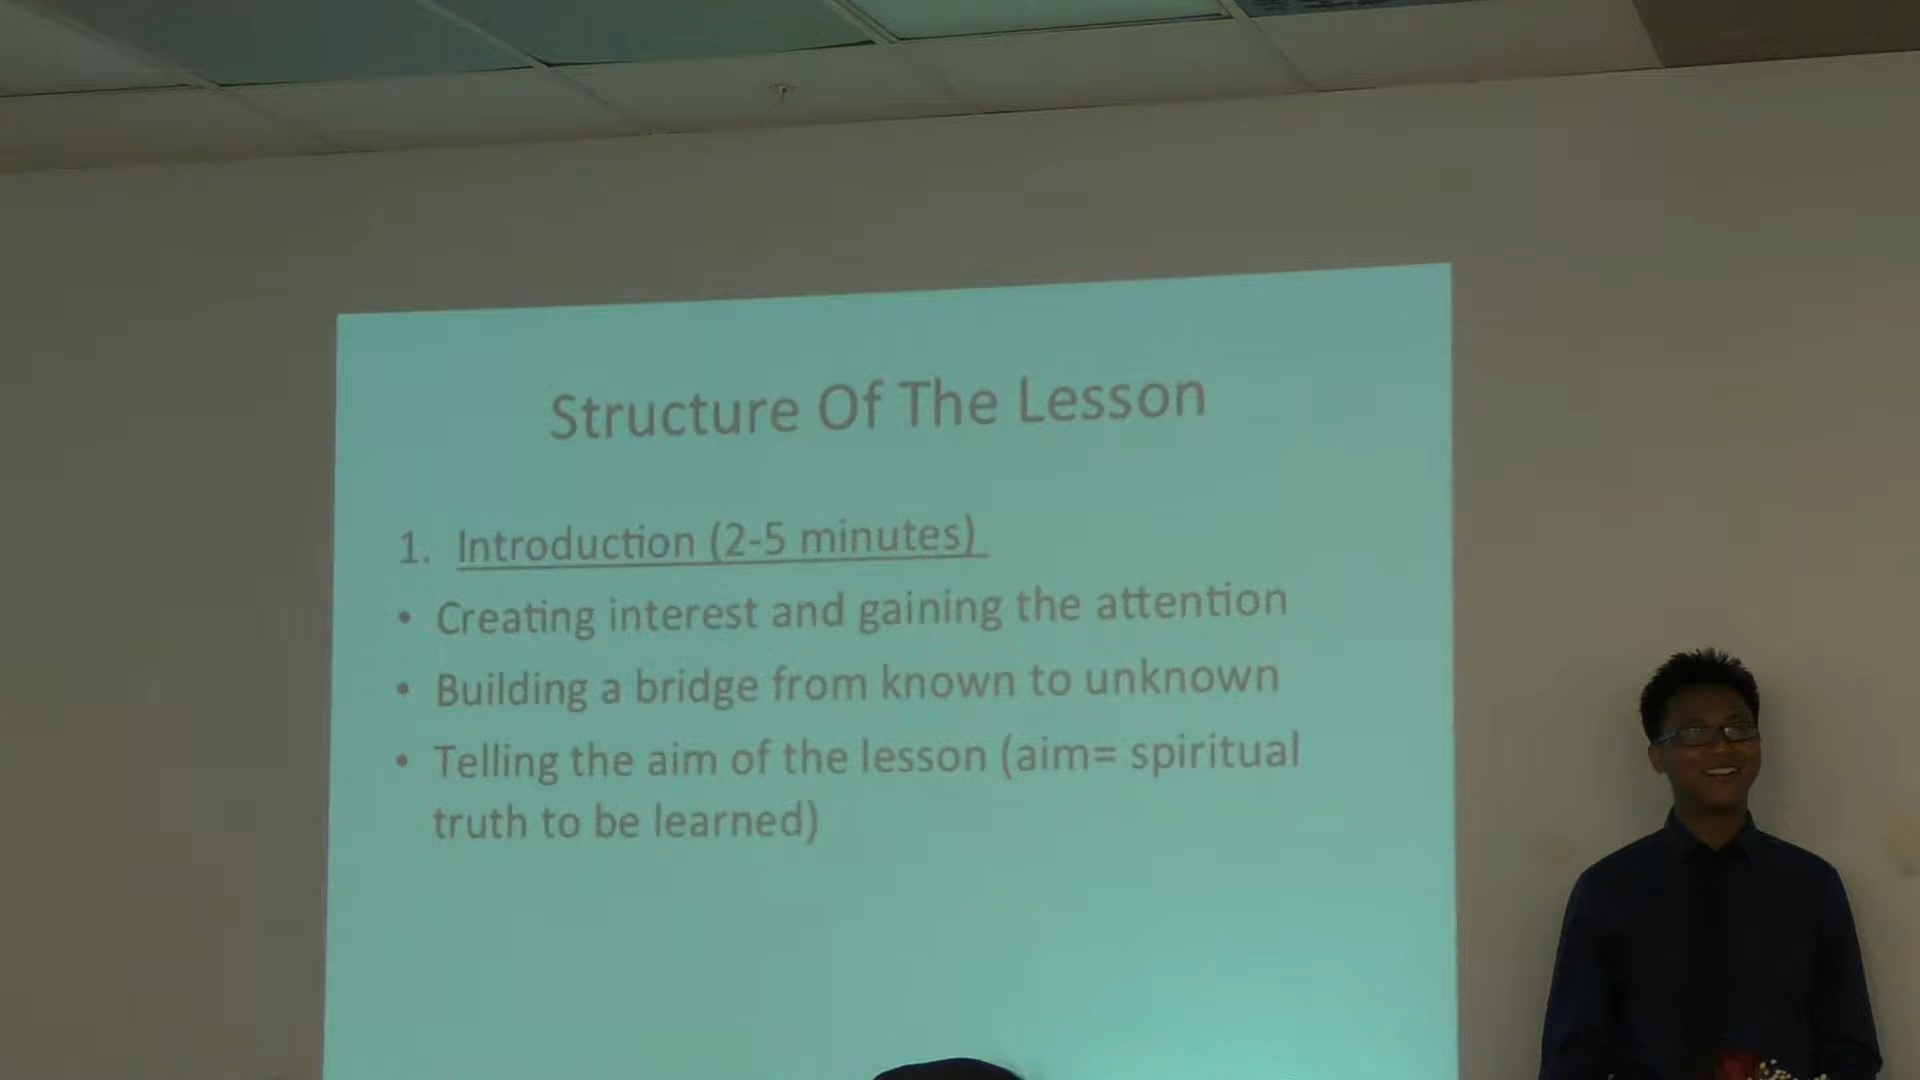 Structure Of The Lesson
1. Introduction (2-5 minutes)
• Creating interest and gaining the attention
• Building a bridge from known to unknown
• Telling the aim of the lesson (aim= spiritual
truth to be learned)